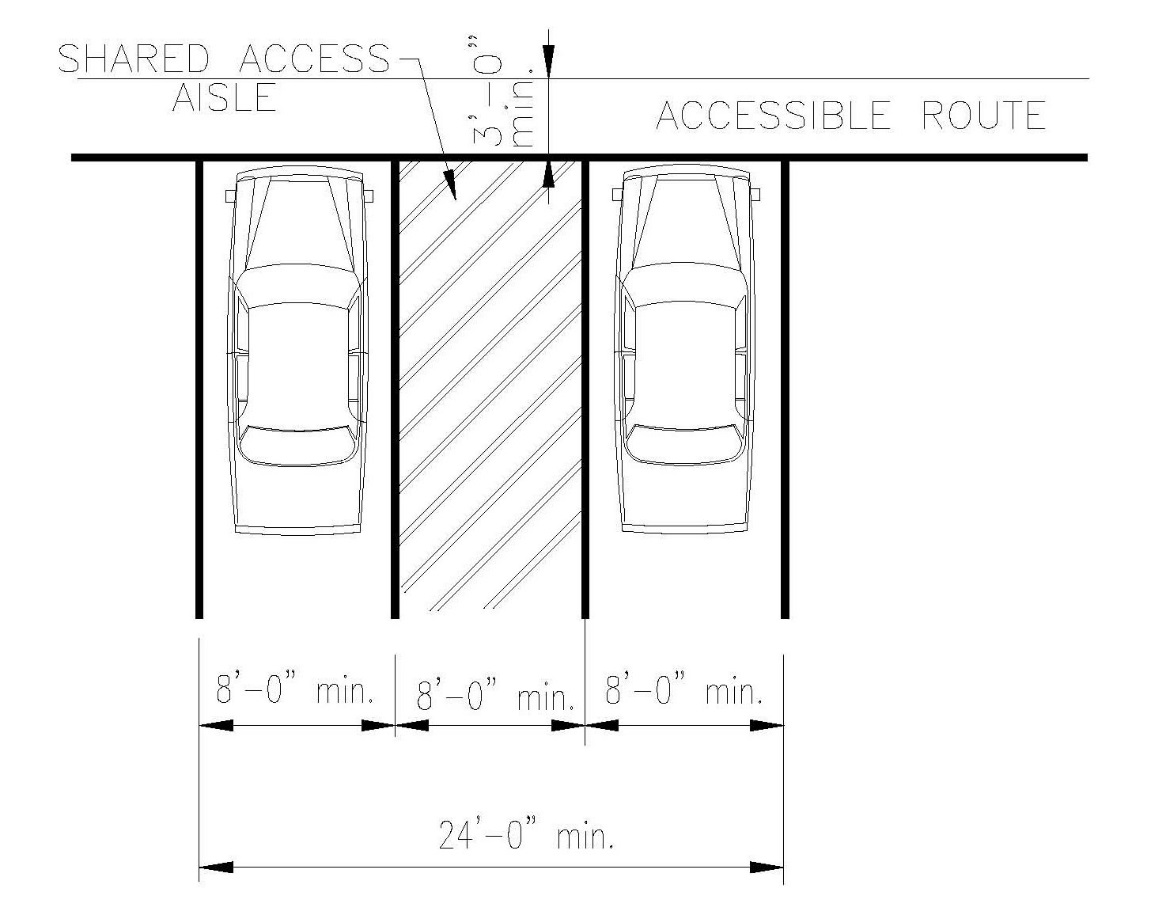 SHARED ACCESS
AISLE
3'-0"
min.
ACCESSIBLE ROUTE
8'-0" min.
8'-0" min.
8'-0" min.
24'-0" min.